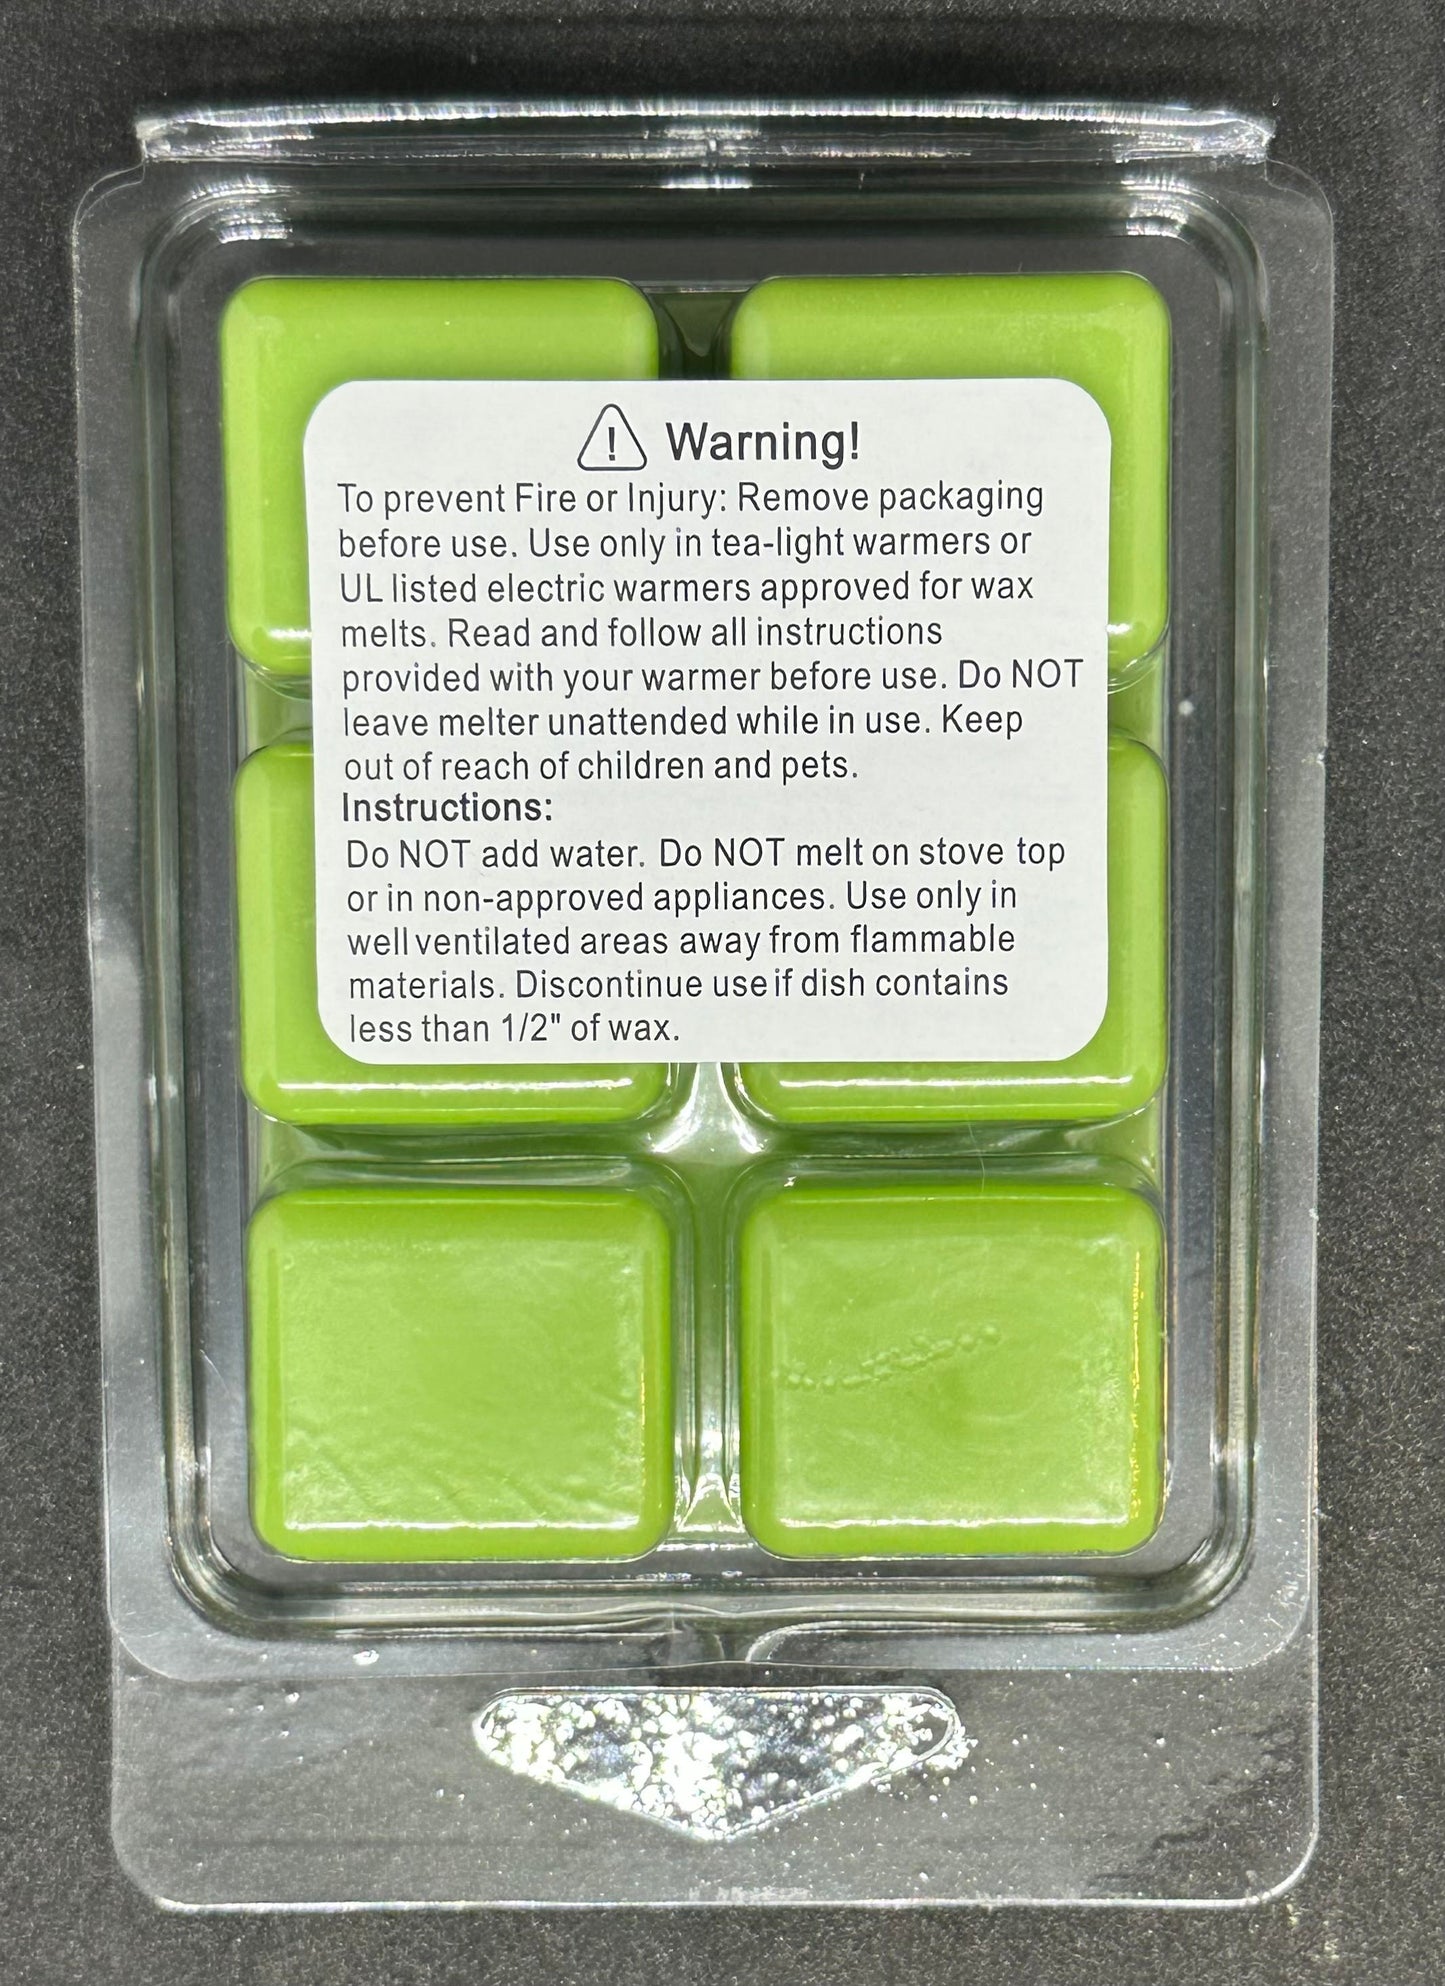 Warning!
To prevent Fire or Injury: Remove packaging
before use. Use only in tea-light warmers or
UL listed electric warmers approved for wax
melts. Read and follow all instructions
provided with your warmer before use. Do NOT
leave melter unattended while in use. Keep
out of reach of children and pets.
Instructions:
Do NOT add water. Do NOT melt on stove top
or in non-approved appliances. Use only in
well ventilated areas away from flammable
materials. Discontinue use if dish contains
less than 1/2" of wax.